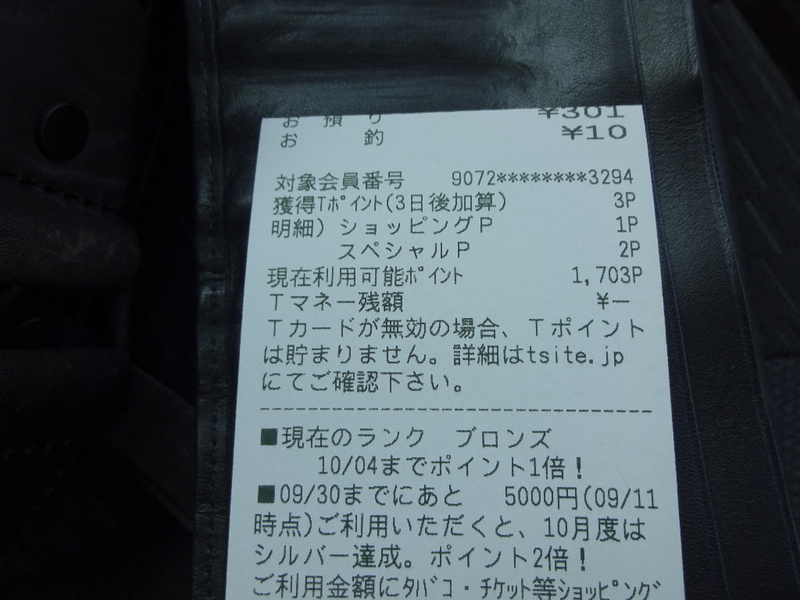 お預り ¥301
お釣 ¥10
対象会員番号 9072********3294
獲得Tﾎﾟｲﾝﾄ(3日後加算) 3P
明細) ショッピングP 1P
スペシャルP 2P
現在利用可能ﾎﾟｲﾝﾄ 1,703P
Tマネー残額 ¥―
Tカードが無効の場合、Tポイント
は貯まりません。詳細はtsite.jp
にてご確認下さい。
■現在のランク ブロンズ
10/04までポイント1倍!
■09/30までにあと 5000円(09/11
時点)ご利用いただくと、10月度は
シルバー達成。ポイント2倍!
ご利用金額にﾀﾊﾞｺ・ﾁｹｯﾄ等ｼｮｯﾋﾟﾝｸﾞ